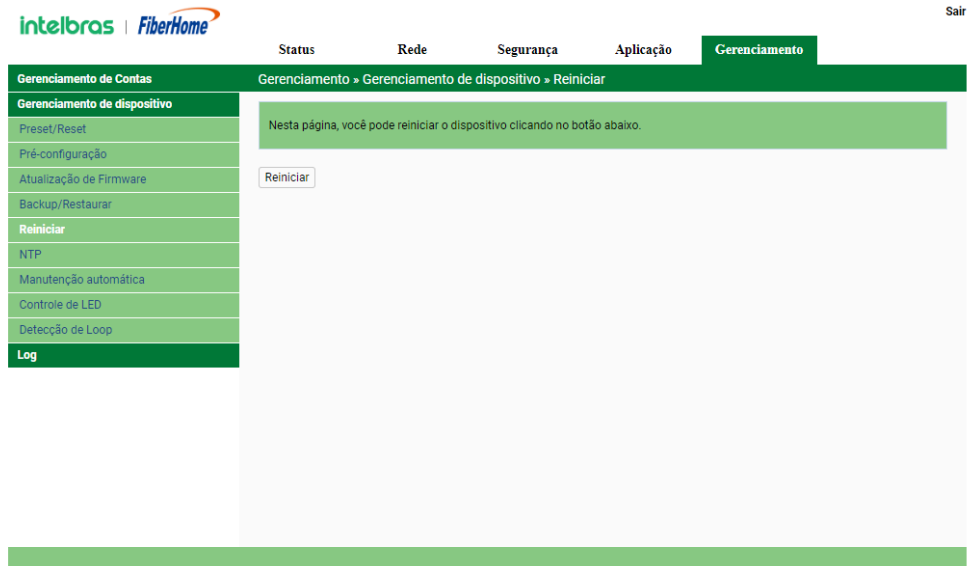 intelbras | FiberHome
Sair
Status Rede Segurança Aplicação Gerenciamento
Gerenciamento de Contas
Gerenciamento » Gerenciamento de dispositivo » Reiniciar
Gerenciamento de dispositivo
Preset/Reset
Pré-configuração
Atualização de Firmware
Backup/Restaurar
Reiniciar
NTP
Manutenção automática
Controle de LED
Detecção de Loop
Log
Nesta página, você pode reiniciar o dispositivo clicando no botão abaixo.
Reiniciar